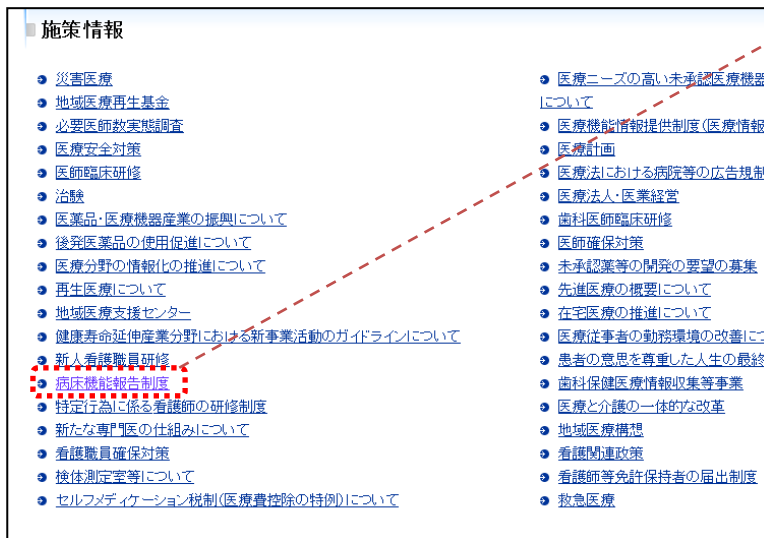 施策情報
災害医療
地域医療再生基金
必要医師数実態調査
医療安全対策
医師臨床研修
治験
医薬品・医療機器産業の振興について
後発医薬品の使用促進について
医療分野の情報化の推進について
再生医療について
地域医療支援センター
健康寿命延伸産業分野における新事業活動のガイドラインについて
新人看護職員研修
病床機能報告制度
特定行為に係る看護師の研修制度
新たな専門医の仕組みについて
看護職員確保対策
検体測定室等について
セルフメディケーション税制(医療費控除の特例)について
医療ニーズの高い未承認医療機器
について
医療機能情報提供制度(医療情報
医療計画
医療法における病院等の広告規制
医療法人・医業経営
歯科医師臨床研修
医師確保対策
未承認薬等の開発の要望の募集
先進医療の概要について
在宅医療の推進について
医療従事者の勤務環境の改善につ
患者の意思を尊重した人生の最終
歯科保健医療情報収集等事業
医療と介護の一体的な改革
地域医療構想
看護関連政策
看護師等免許保持者の届出制度
救急医療